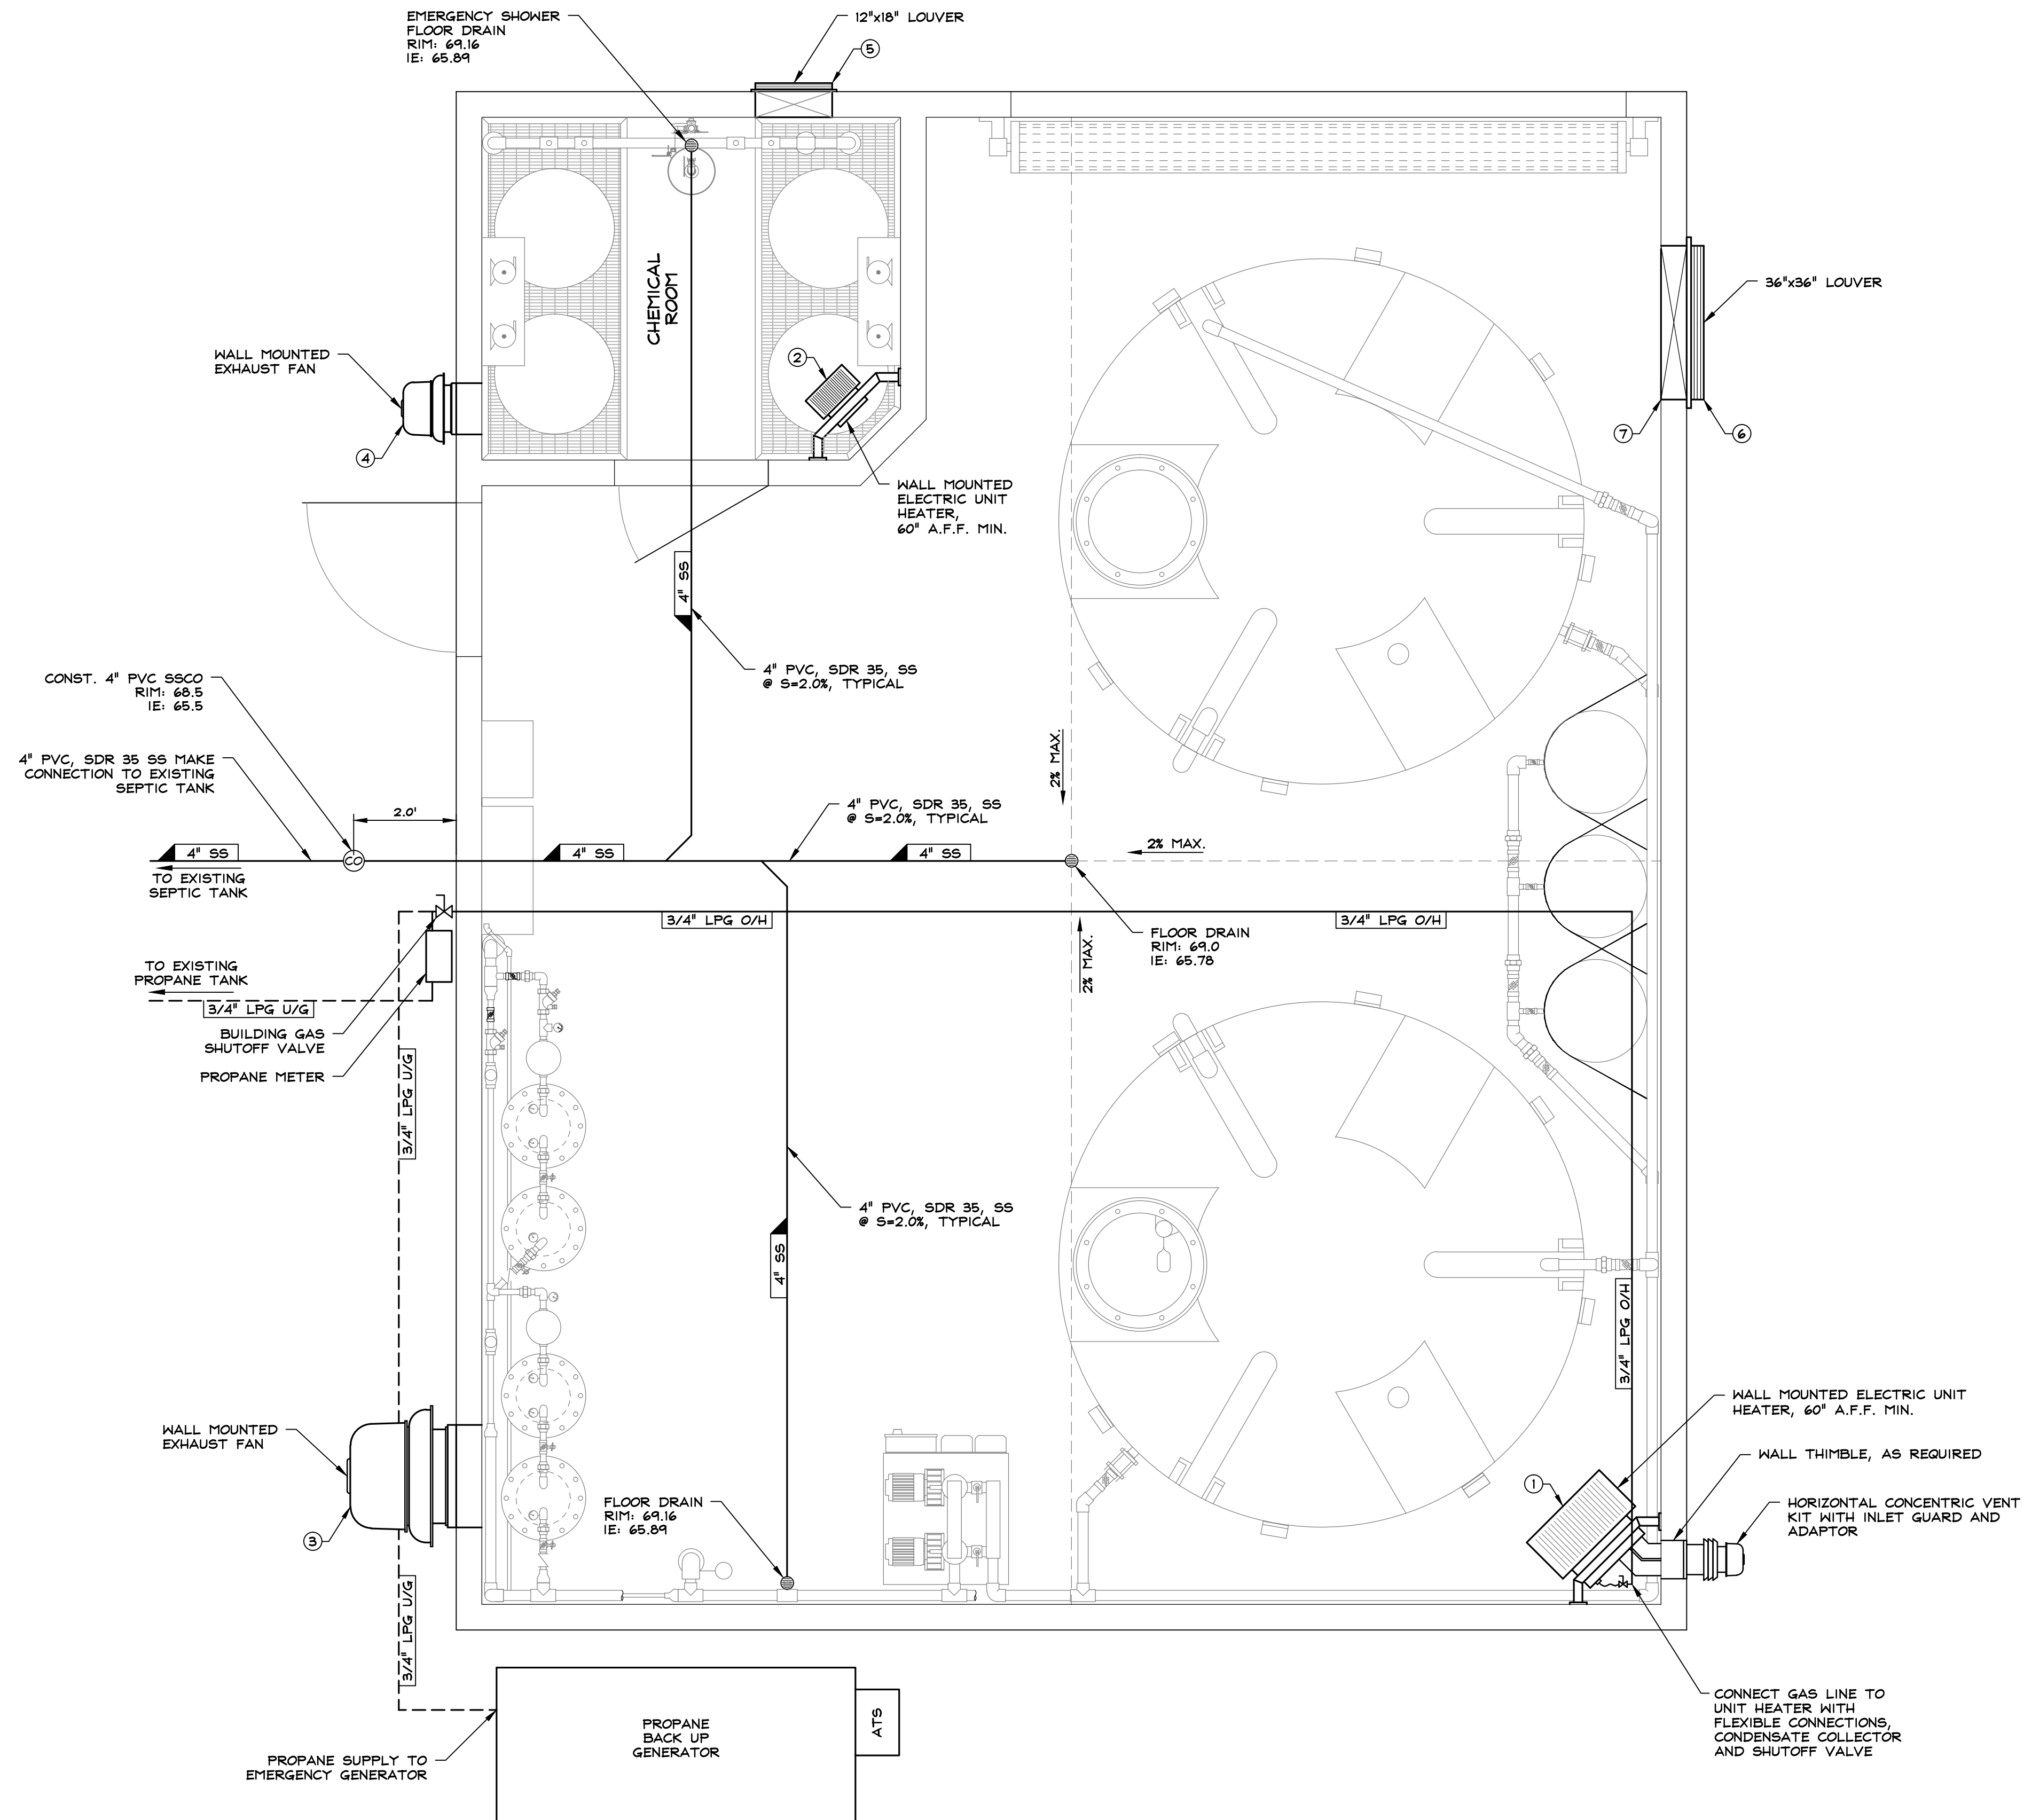 EMERGENCY SHOWER
FLOOR DRAIN
RIM: 69.16
IE: 65.89
12"x18" LOUVER
5
CHEMICAL
ROOM
36"x36" LOUVER
WALL MOUNTED
EXHAUST FAN
2
4
7
6
WALL MOUNTED
ELECTRIC UNIT
HEATER,
60" A.F.F. MIN.
4" SS
4" PVC, SDR 35, SS
@ S=2.0%, TYPICAL
CONST. 4" PVC SSCO
RIM: 68.5
IE: 65.5
4" PVC, SDR 35 SS MAKE
CONNECTION TO EXISTING
SEPTIC TANK
2% MAX.
2.0'
4" PVC, SDR 35, SS
@ S=2.0%, TYPICAL
4" SS
CO
4" SS
4" SS
2% MAX.
TO EXISTING
SEPTIC TANK
3/4" LPG O/H
3/4" LPG O/H
FLOOR DRAIN
RIM: 69.0
IE: 65.78
2% MAX.
TO EXISTING
PROPANE TANK
3/4" LPG U/G
BUILDING GAS
SHUTOFF VALVE
PROPANE METER
3/4" LPG U/G
4" PVC, SDR 35, SS
@ S=2.0%, TYPICAL
4" SS
3/4" LPG O/H
WALL MOUNTED ELECTRIC UNIT
HEATER, 60" A.F.F. MIN.
WALL MOUNTED
EXHAUST FAN
WALL THIMBLE, AS REQUIRED
1
3
FLOOR DRAIN
RIM: 69.16
IE: 65.89
HORIZONTAL CONCENTRIC VENT
KIT WITH INLET GUARD AND
ADAPTOR
3/4" LPG U/G
CONNECT GAS LINE TO
UNIT HEATER WITH
FLEXIBLE CONNECTIONS,
CONDENSATE COLLECTOR
AND SHUTOFF VALVE
PROPANE
BACK UP
GENERATOR
ATS
PROPANE SUPPLY TO
EMERGENCY GENERATOR